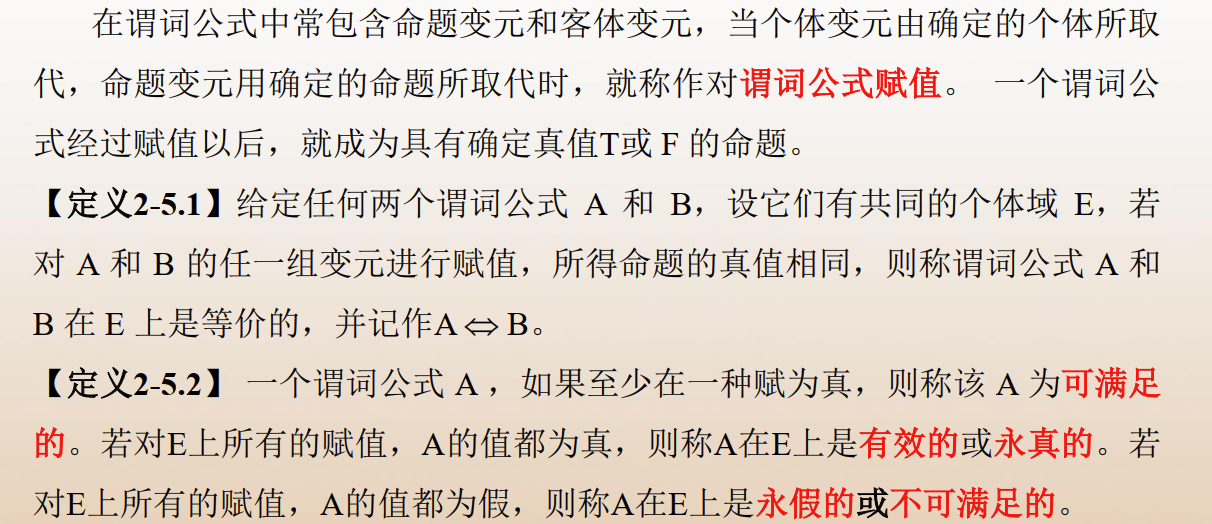 在谓词公式中常包含命题变元和客体变元，当个体变元由确定的个体所取
代，命题变元用确定的命题所取代时，就称作对谓词公式赋值。 一个谓词公
式经过赋值以后，就成为具有确定真值T或 F 的命题。
【定义2-5.1】给定任何两个谓词公式 A 和 B，设它们有共同的个体域 E，若
对 A 和 B 的任一组变元进行赋值，所得命题的真值相同，则称谓词公式 A 和
B 在 E 上是等价的，并记作A⇔B。
【定义2-5.2】 一个谓词公式 A ，如果至少在一种赋为真，则称该 A 为可满足
的。若对E上所有的赋值，A的值都为真，则称A在E上是有效的或永真的。若
对E上所有的赋值，A的值都为假，则称A在E上是永假的或不可满足的。